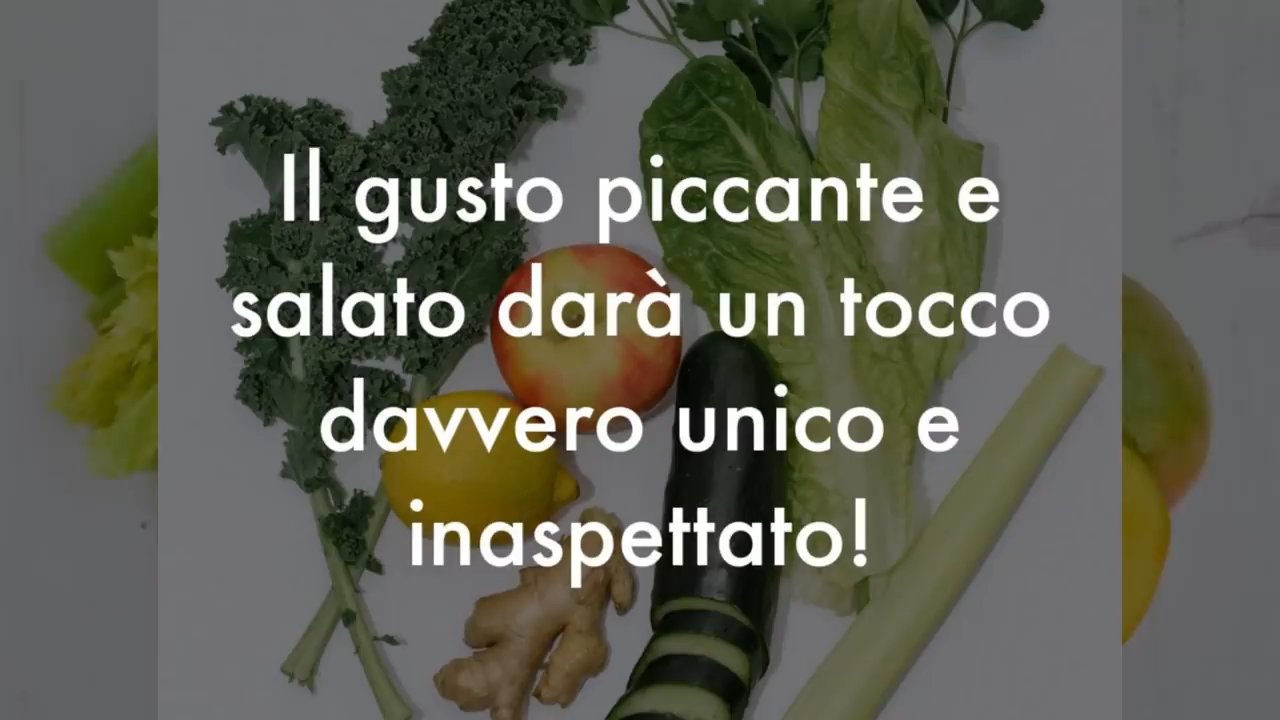 Il gusto piccante e
salato darà un tocco
davvero unico e
inaspettato!